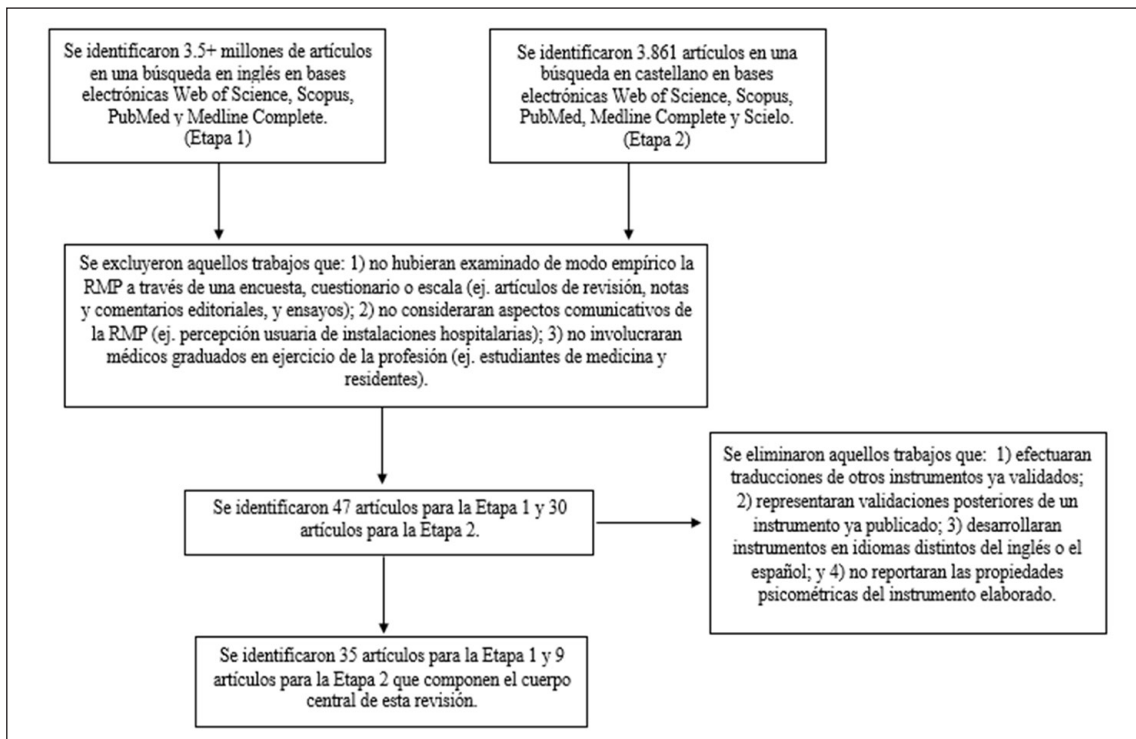 Se identificaron 3.5+ millones de artículos
en una búsqueda en inglés en bases
electrónicas Web of Science, Scopus,
PubMed y Medline Complete.
(Etapa 1)
Se identificaron 3.861 artículos en una
búsqueda en castellano en bases
electrónicas Web of Science, Scopus,
PubMed, Medline Complete y Scielo.
(Etapa 2)
Se excluyeron aquellos trabajos que: 1) no hubieran examinado de modo empírico la
RMP a través de una encuesta, cuestionario o escala (ej. artículos de revisión, notas
y comentarios editoriales, y ensayos); 2) no consideraran aspectos comunicativos de
la RMP (ej. percepción usuaria de instalaciones hospitalarias); 3) no involucraran
médicos graduados en ejercicio de la profesión (ej. estudiantes de medicina y
residentes).
Se identificaron 47 artículos para la Etapa 1 y 30
artículos para la Etapa 2.
Se eliminaron aquellos trabajos que: 1) efectuaran
traducciones de otros instrumentos ya validados;
2) representaran validaciones posteriores de un
instrumento ya publicado; 3) desarrollaran
instrumentos en idiomas distintos del inglés o el
español; y 4) no reportaran las propiedades
psicométricas del instrumento elaborado.
Se identificaron 35 artículos para la Etapa 1 y 9
artículos para la Etapa 2 que componen el cuerpo
central de esta revisión.